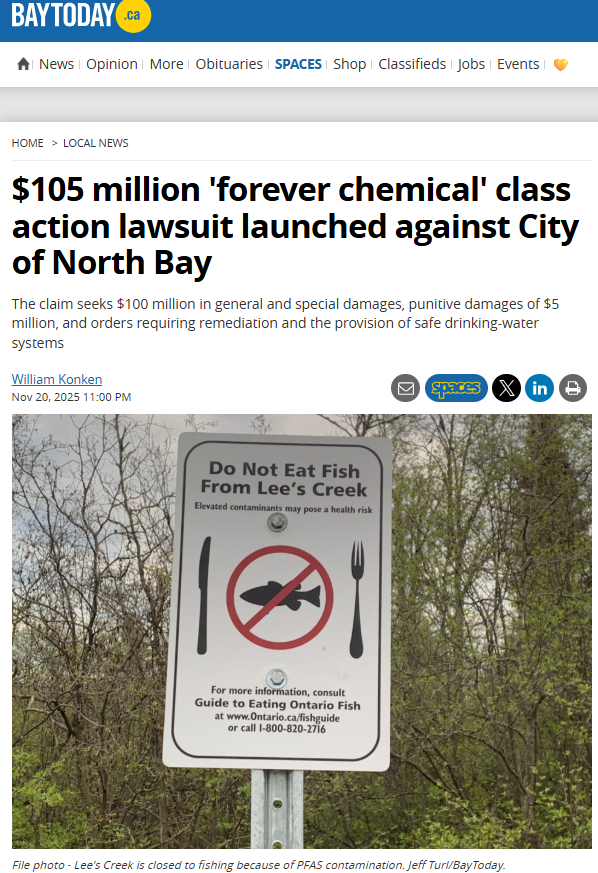 BAYTODAY .ca
News Opinion More Obituaries SPACES Shop Classifieds Jobs Events
HOME > LOCAL NEWS
$105 million 'forever chemical' class
action lawsuit launched against City
of North Bay
The claim seeks $100 million in general and special damages, punitive damages of $5
million, and orders requiring remediation and the provision of safe drinking-water
systems
William Konken
Nov 20, 2025 11:00 PM
spaces X in
Do Not Eat Fish
From Lee's Creek
Elevated contaminants may pose a health risk
For more information, consult
Guide to Eating Ontario Fish
at www.Ontario.ca/fishguide
or call 1-800-820-2716
File photo - Lee's Creek is closed to fishing because of PFAS contamination. Jeff Turl/BayToday.